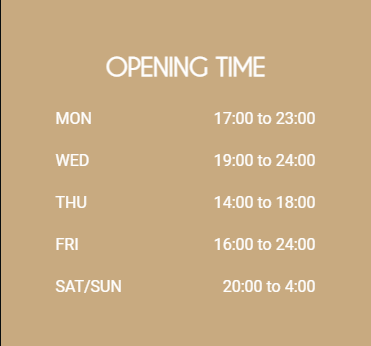 OPENING TIME
MON 17:00 to 23:00
WED 19:00 to 24:00
THU 14:00 to 18:00
FRI 16:00 to 24:00
SAT/SUN 20:00 to 4:00